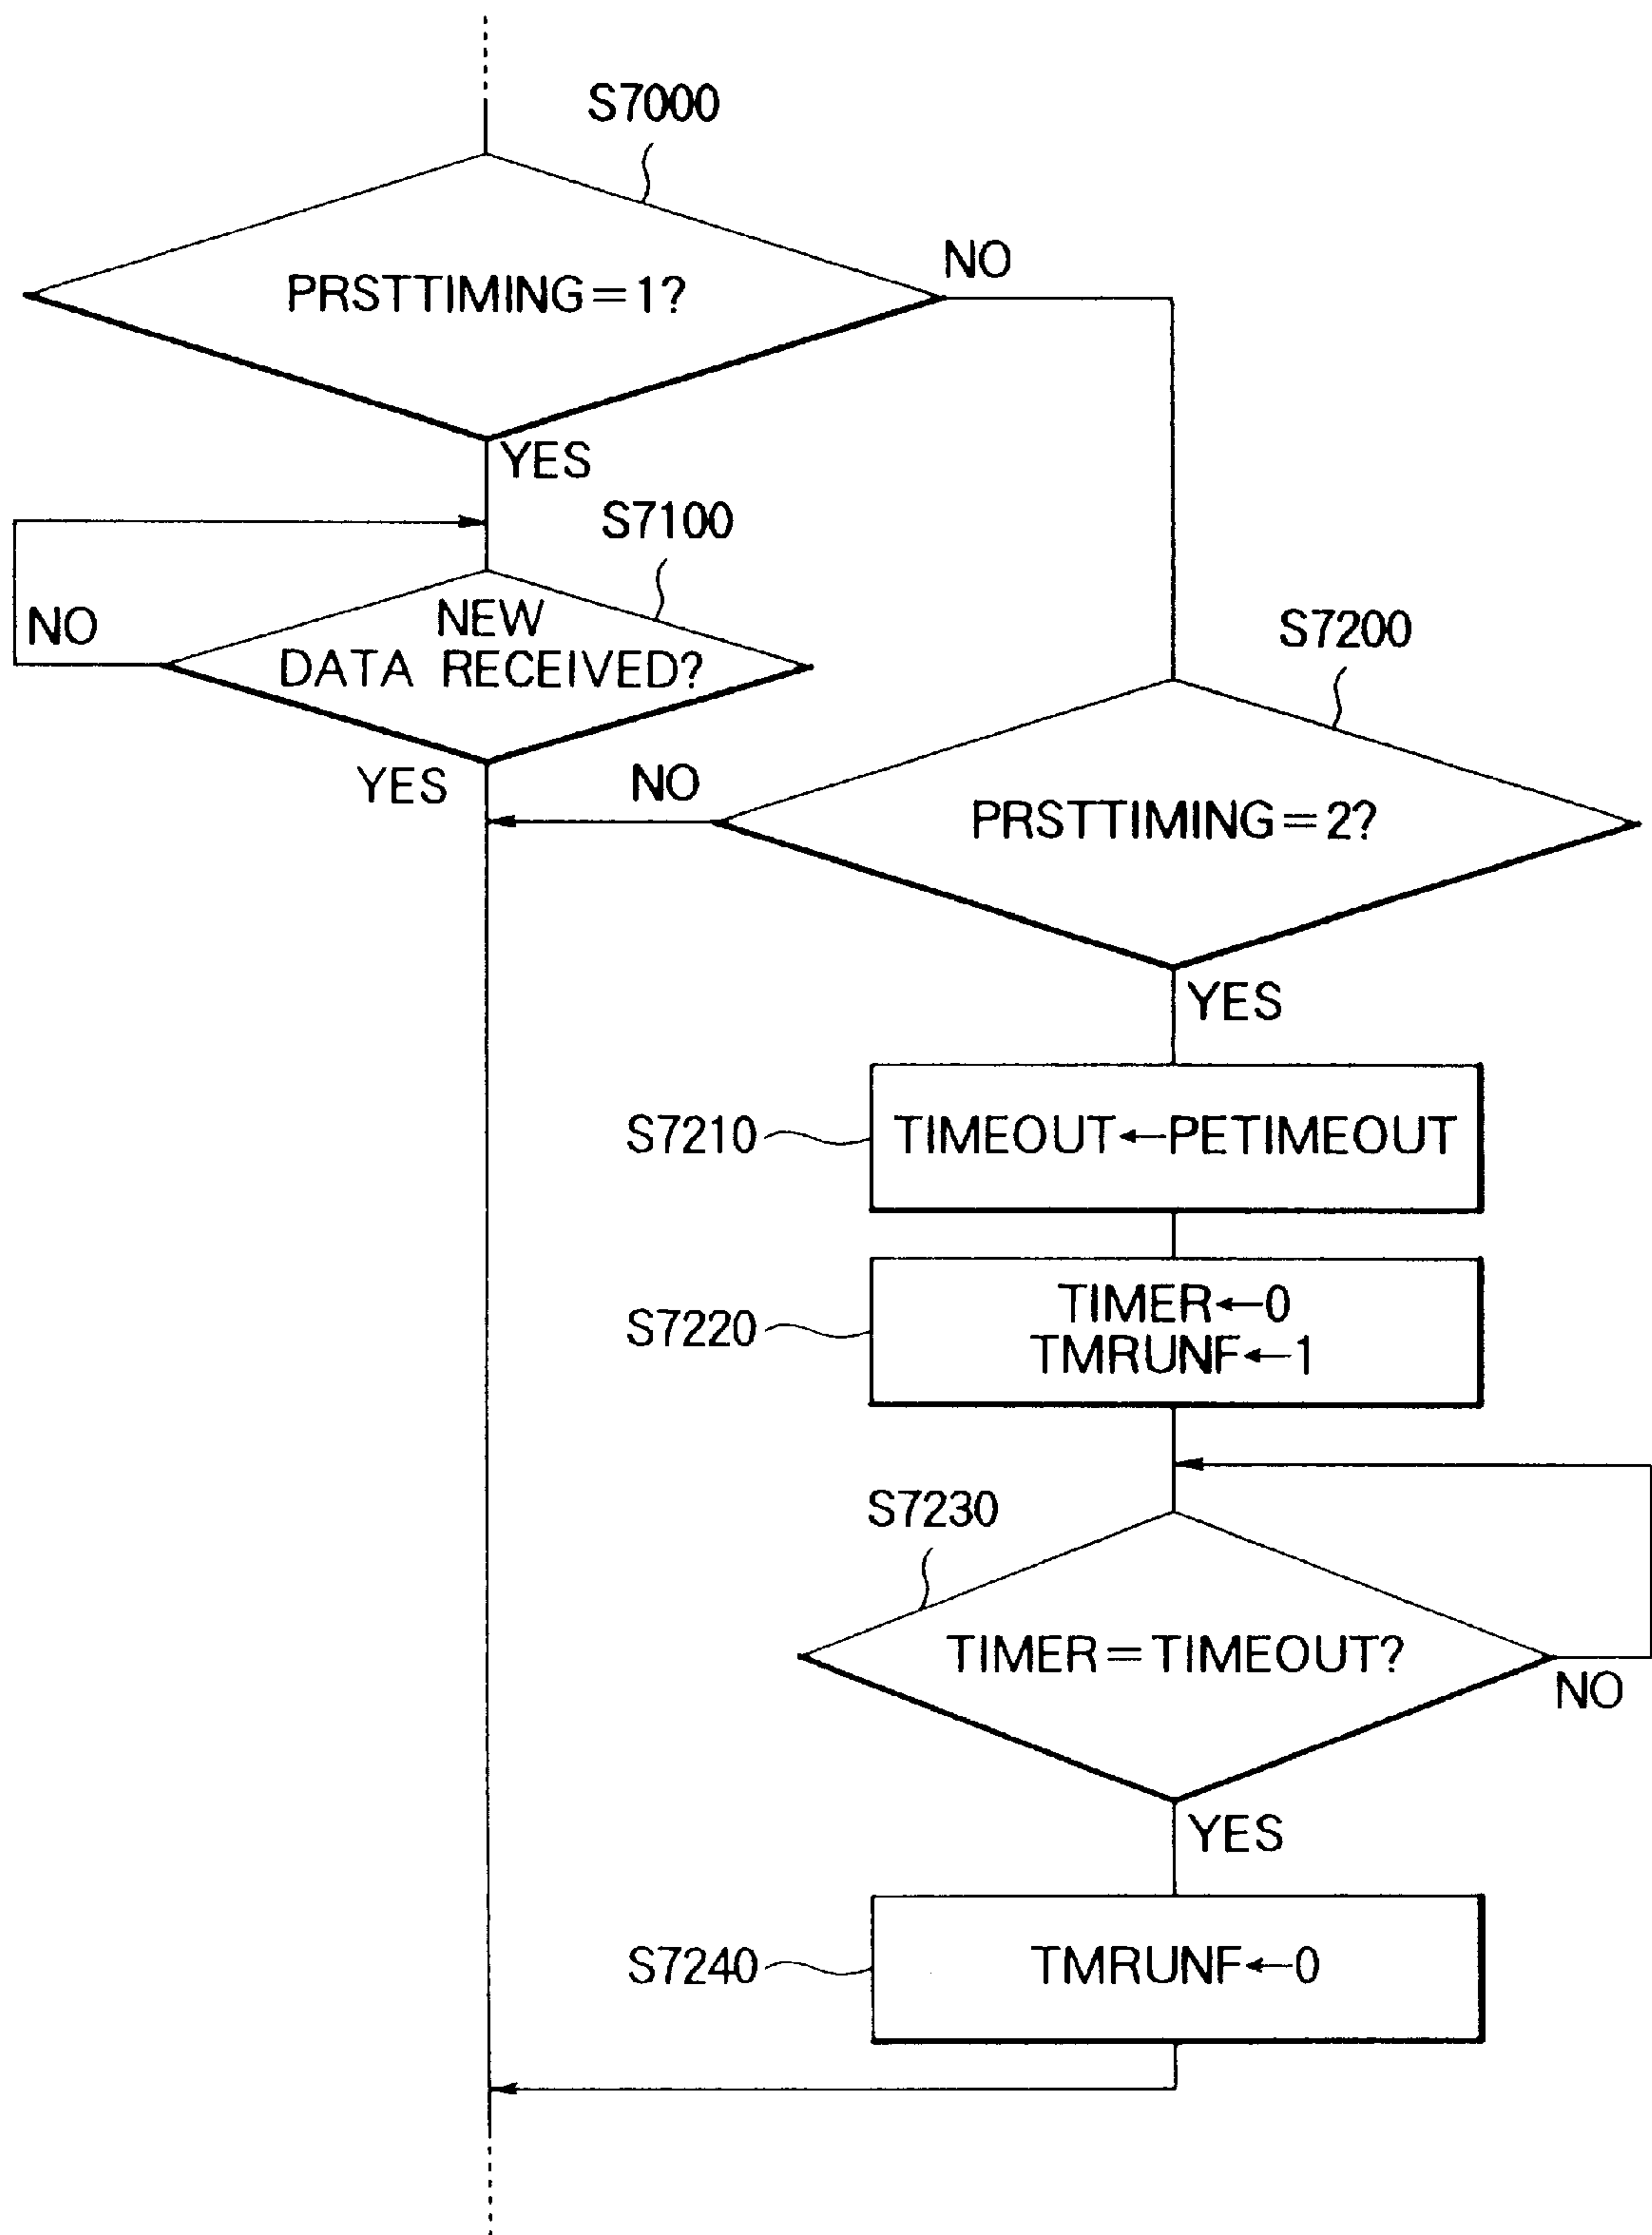 S7000
PRSTTIMING=1?
NO
YES
S7100
NEW
DATA RECEIVED?
NO
YES
S7200
PRSTTIMING=2?
NO
YES
S7210
TIMEOUT←PETIMEOUT
S7220
TIMER←0
TMRUNF←1
S7230
TIMER=TIMEOUT?
NO
YES
S7240
TMRUNF←0